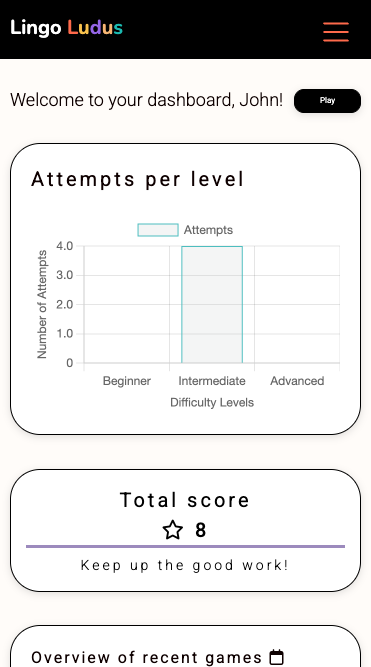 Lingo Ludus
Welcome to your dashboard, John!
Play
Attempts per level
Attempts
Number of Attempts
4.0
3.0
2.0
1.0
0
Beginner
Intermediate
Advanced
Difficulty Levels
Total score
8
Keep up the good work!
Overview of recent games